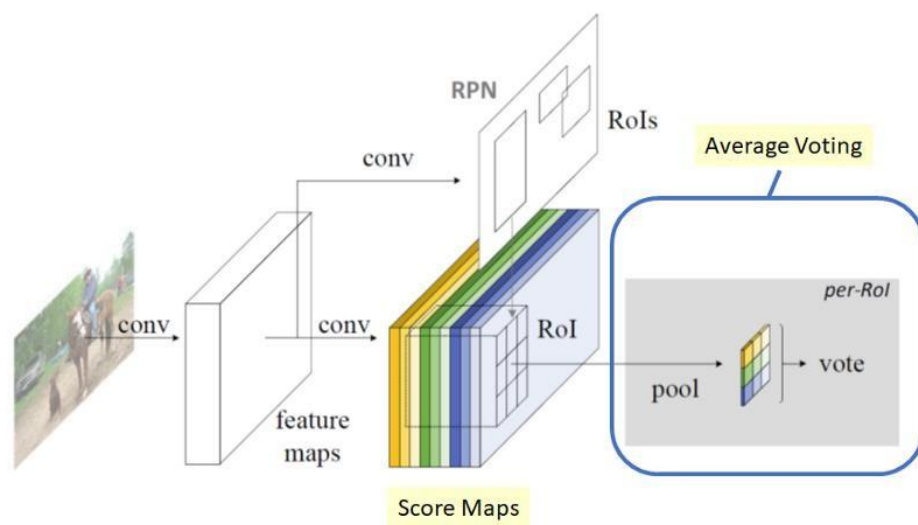 RPN
RoIs
Average Voting
conv
per-RoI
conv
conv
RoI
pool
vote
feature
maps
Score Maps